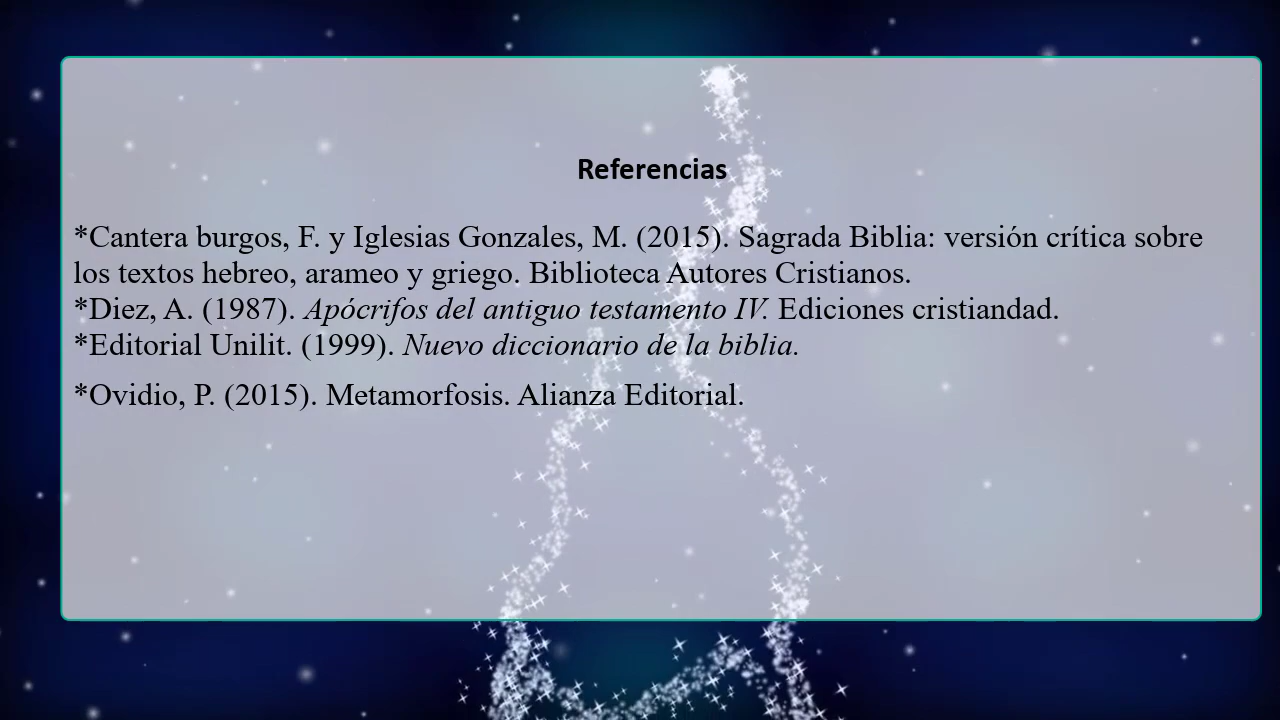 Referencias
*Cantera burgos, F. y Iglesias Gonzales, M. (2015). Sagrada Biblia: versión crítica sobre
los textos hebreo, arameo y griego. Biblioteca Autores Cristianos.
*Diez, A. (1987). Apócrifos del antiguo testamento IV. Ediciones cristiandad.
*Editorial Unilit. (1999). Nuevo diccionario de la biblia.
*Ovidio, P. (2015). Metamorfosis. Alianza Editorial.